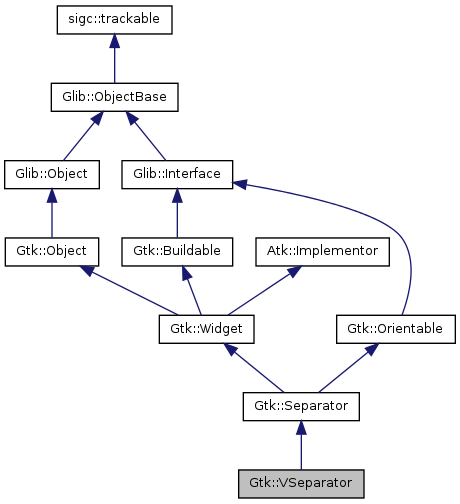 sigc::trackable
Glib::ObjectBase
Glib::Object
Glib::Interface
Gtk::Object
Gtk::Buildable
Atk::Implementor
Gtk::Widget
Gtk::Orientable
Gtk::Separator
Gtk::VSeparator